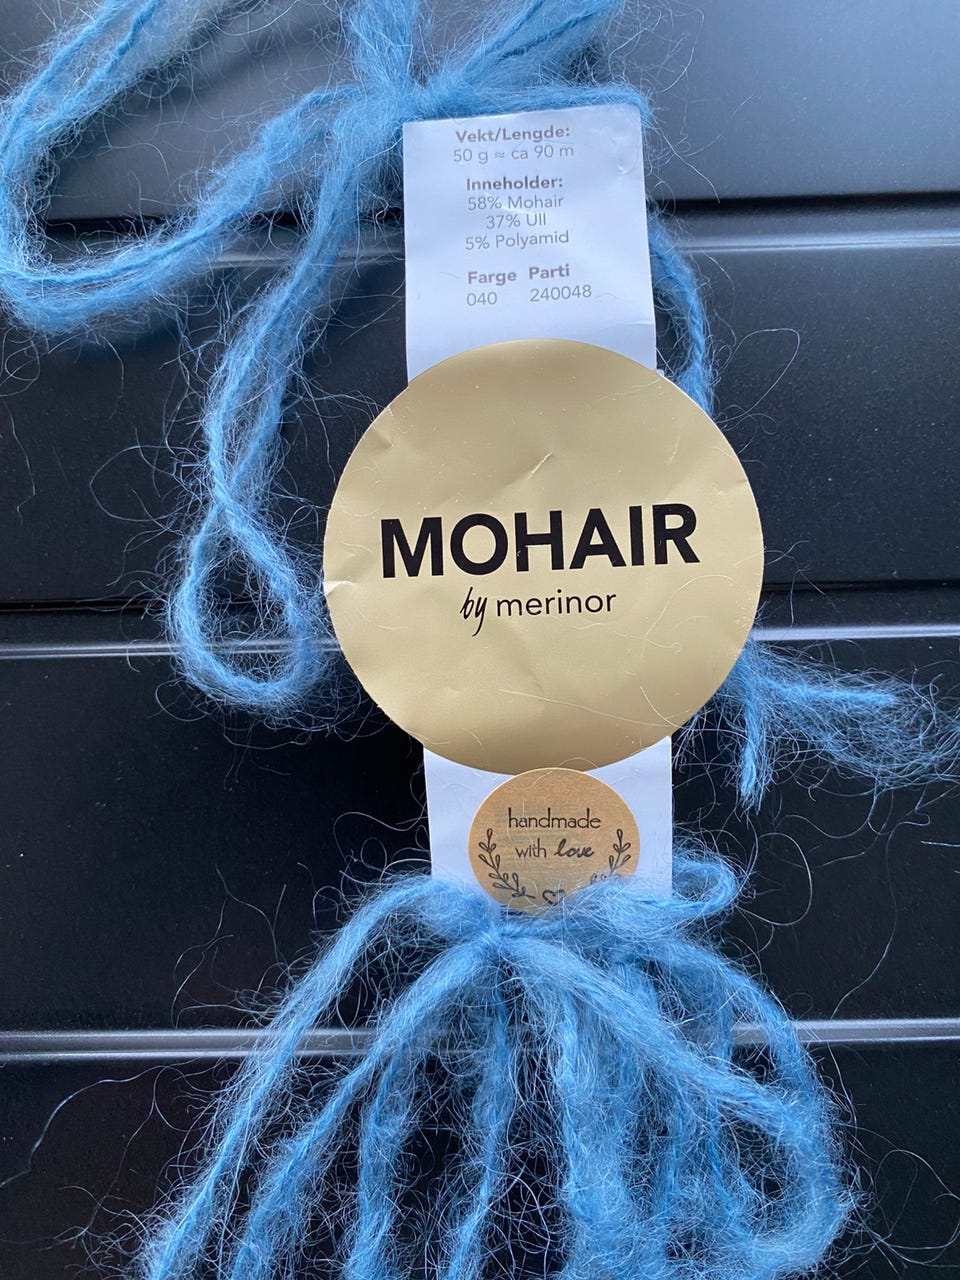 Vekt/Lengde:
50 g ≈ ca 90 m
Inneholder:
58% Mohair
37% Ull
5% Polyamid
Farge Parti
040 240048
MOHAIR
by merinor
handmade
with love